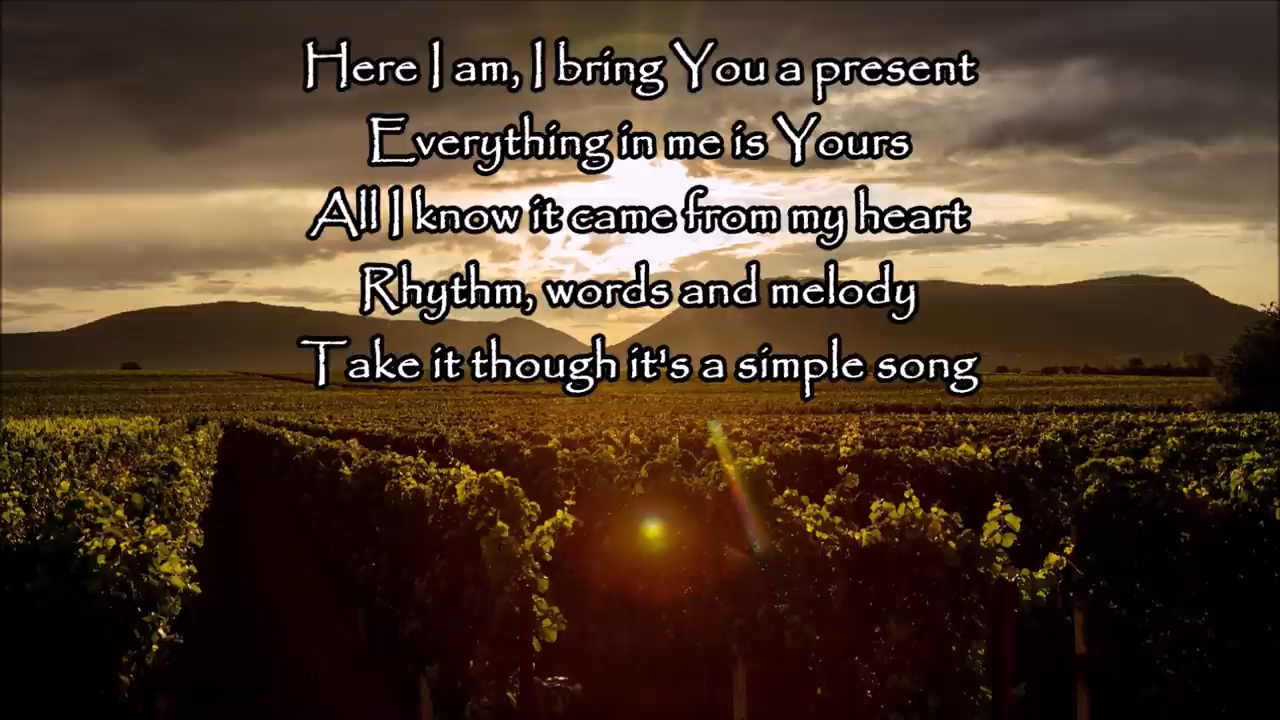 Here I am, I bring You a present
Everything in me is Yours
All I know it came from my heart
Rhythm, words and melody
Take it though it's a simple song